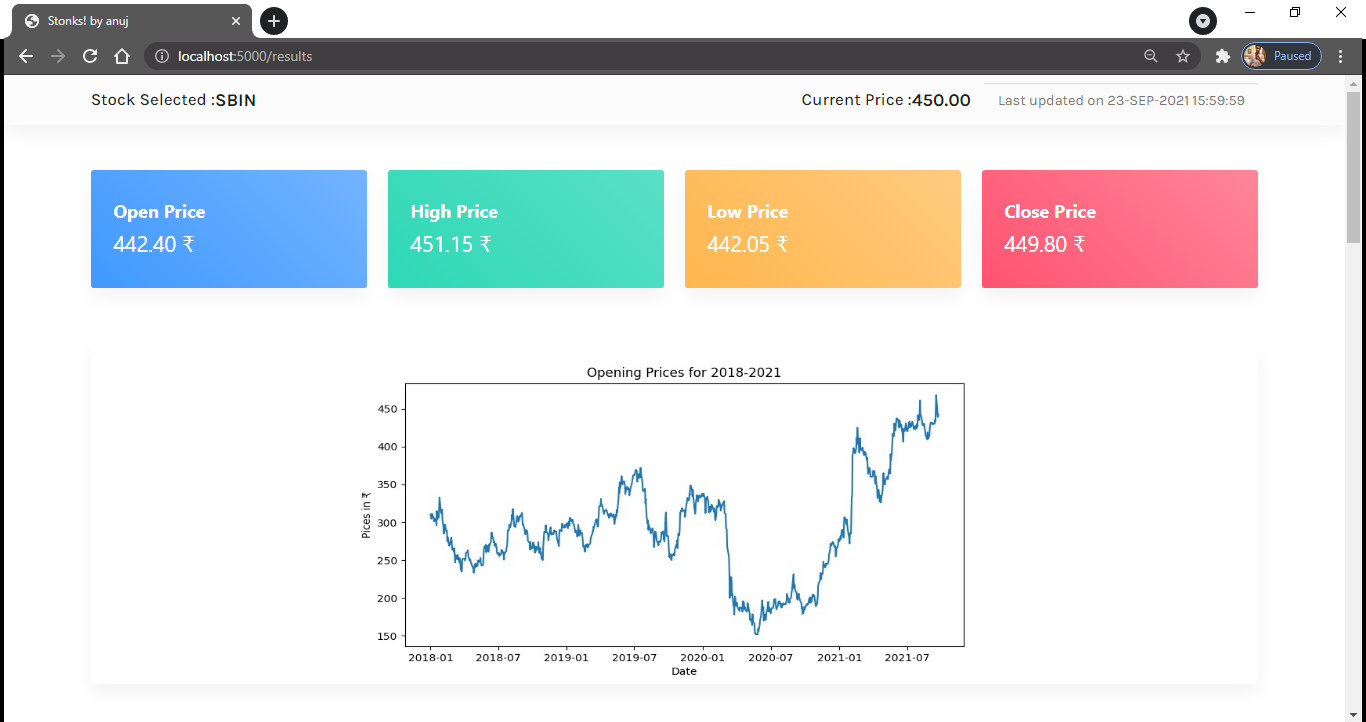 Stonks! by anuj
localhost:5000/results
Paused
Stock Selected :SBIN
Current Price :450.00
Last updated on 23-SEP-2021 15:59:59
Open Price
442.40 ₹
High Price
451.15 ₹
Low Price
442.05 ₹
Close Price
449.80 ₹
Opening Prices for 2018-2021
450
400
350
300
250
200
150
Pices in ₹
2018-01 2018-07 2019-01 2019-07 2020-01 2020-07 2021-01 2021-07
Date